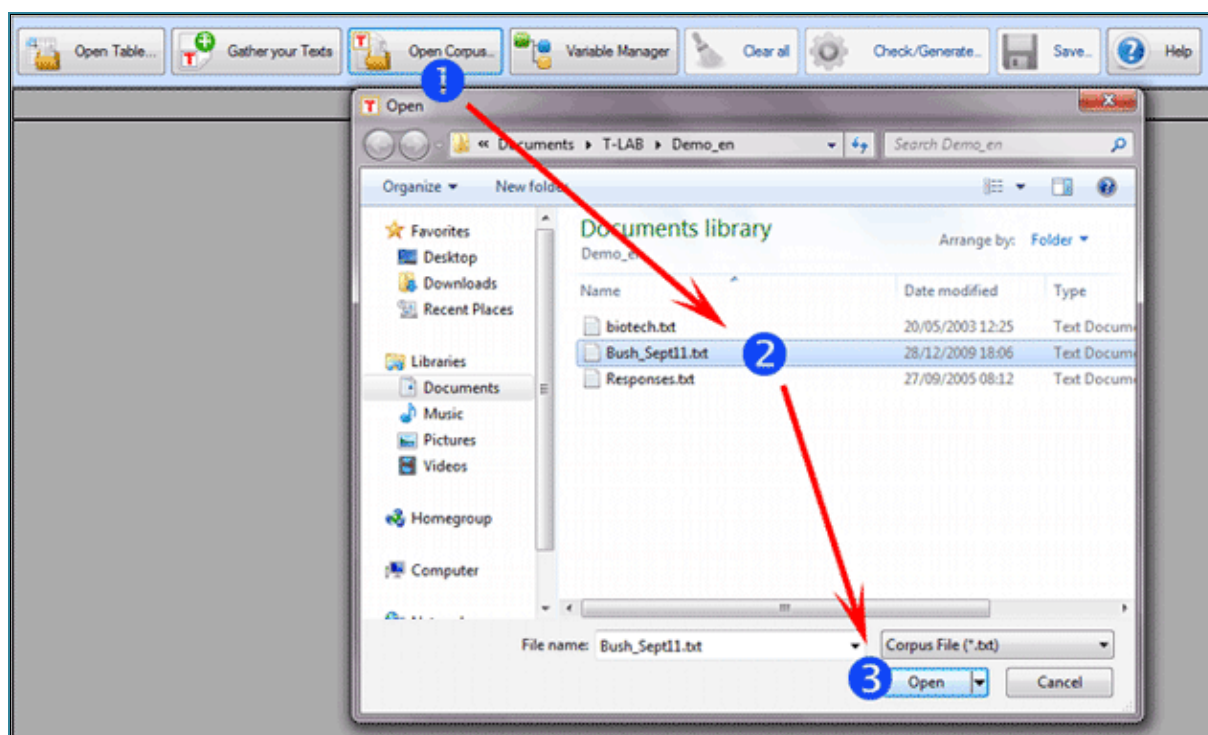 Open Table... Gather your Texts Open Corpus... Variable Manager Clear all Check/Generate... Save... Help
1
T Open
« Documents ▸ T-LAB ▸ Demo_en Search Demo_en
Organize New folder
Favorites
Desktop
Downloads
Recent Places
Libraries
Documents
Music
Pictures
Videos
Homegroup
Computer
Documents library
Demo_en
Arrange by: Folder
Name Date modified Type
biotech.txt 20/05/2003 12:25 Text Docum
Bush_Sept11.txt 28/12/2009 18:06 Text Docum
Responses.txt 27/09/2005 08:12 Text Docum
2
File name: Bush_Sept11.txt Corpus File (*.txt)
3 Open Cancel